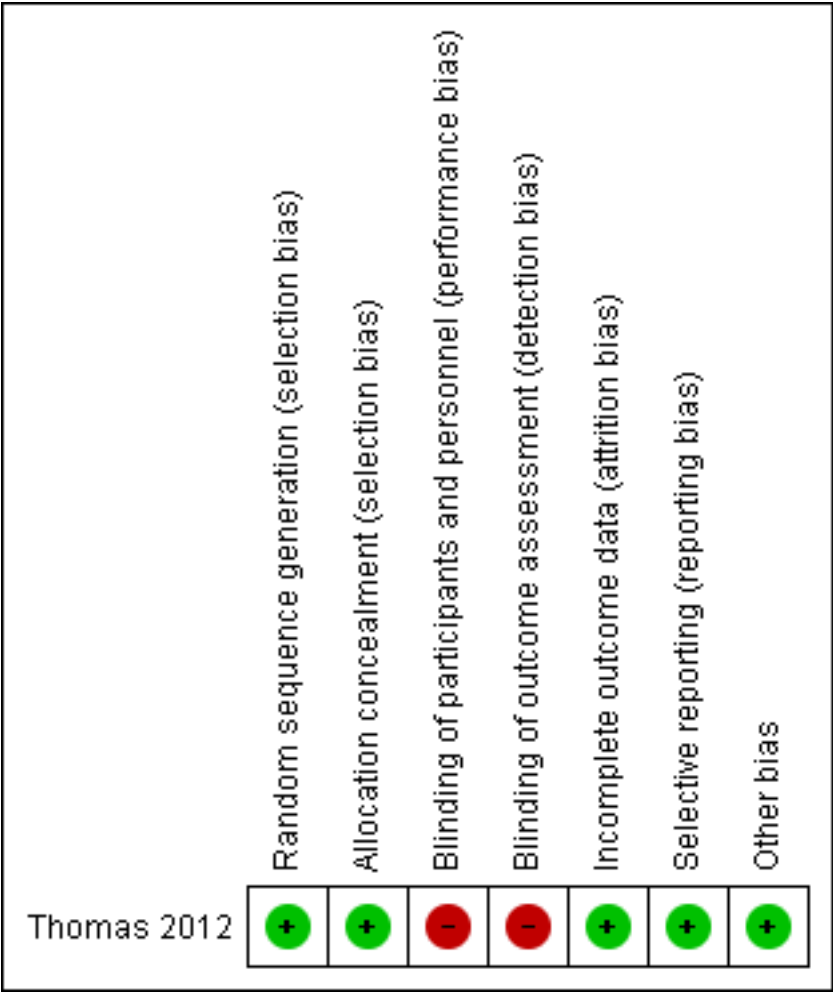 Random sequence generation (selection bias)
Allocation concealment (selection bias)
Blinding of participants and personnel (performance bias)
Blinding of outcome assessment (detection bias)
Incomplete outcome data (attrition bias)
Selective reporting (reporting bias)
Other bias
Thomas 2012 + + - - + + +